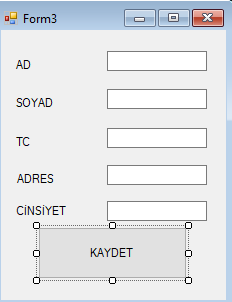 Form3
AD
SOYAD
TC
ADRES
CİNSİYET
KAYDET